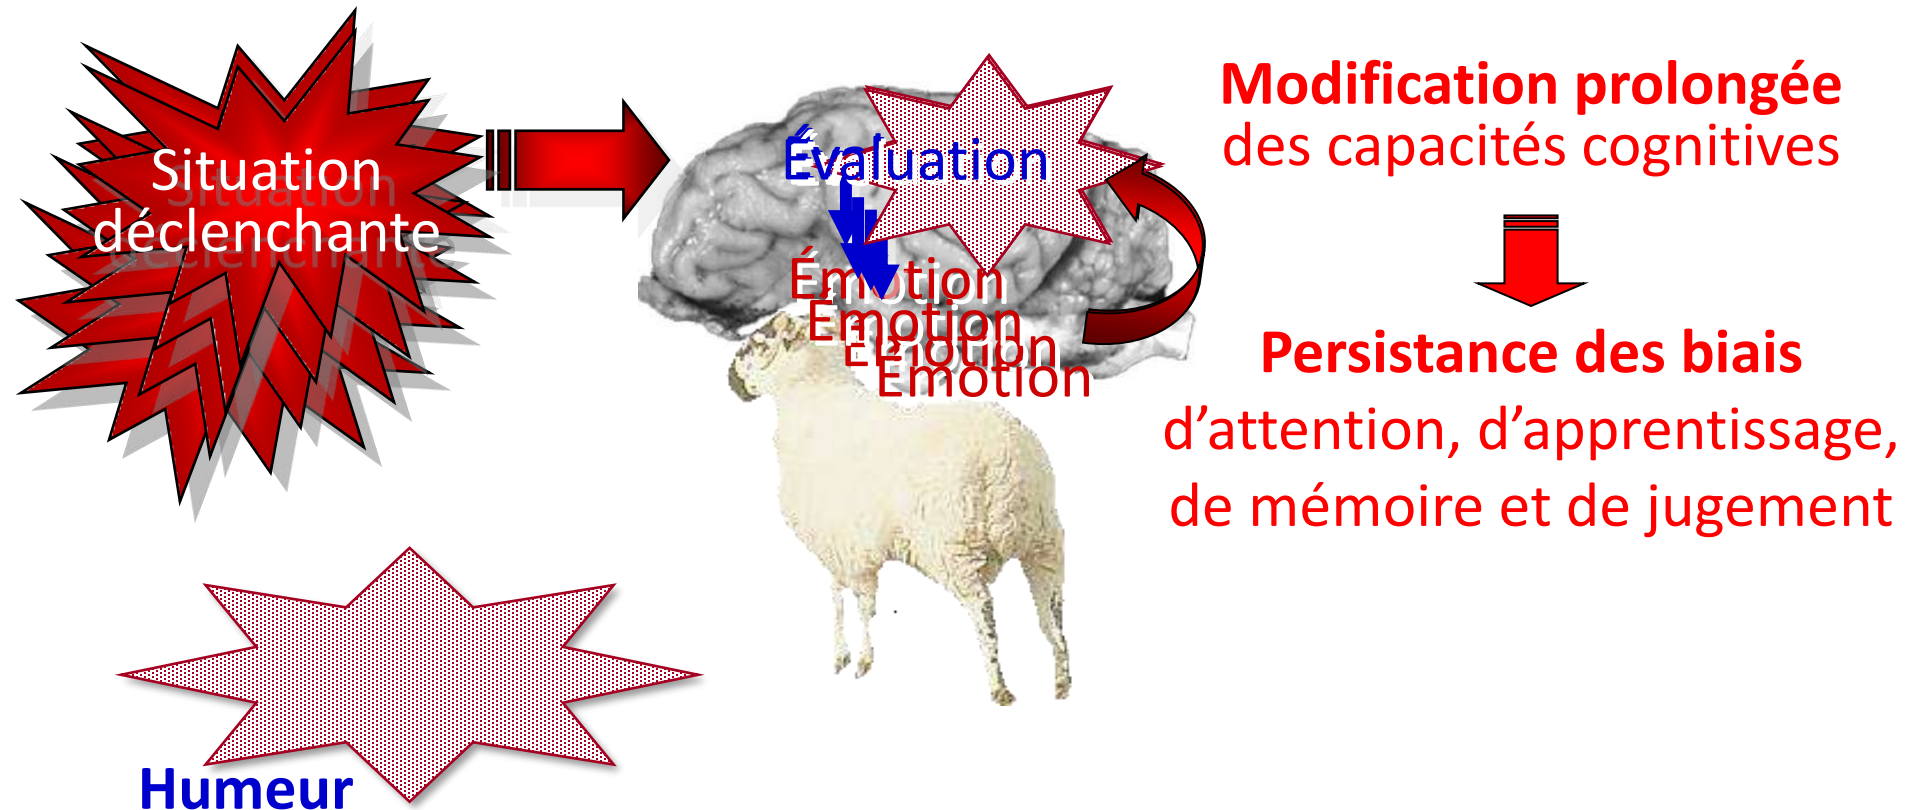 Situation
déclenchante
Évaluation
Émotion
Émotion
Émotion
Émotion
Modification prolongée
des capacités cognitives
Persistance des biais
d’attention, d’apprentissage,
de mémoire et de jugement
Humeur